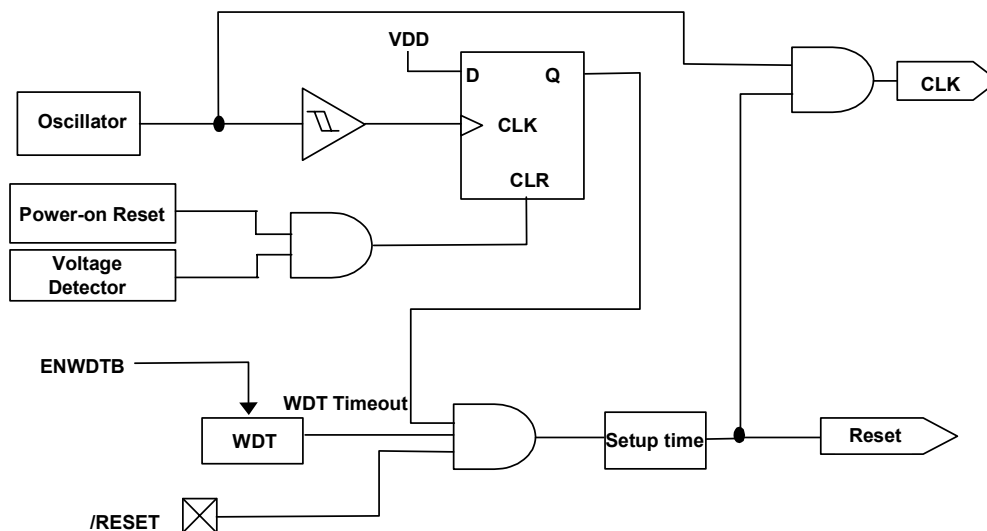 VDD
D
Q
CLK
Oscillator
CLK
CLR
Power-on Reset
Voltage
Detector
ENWDTB
WDT Timeout
WDT
Setup time
Reset
/RESET